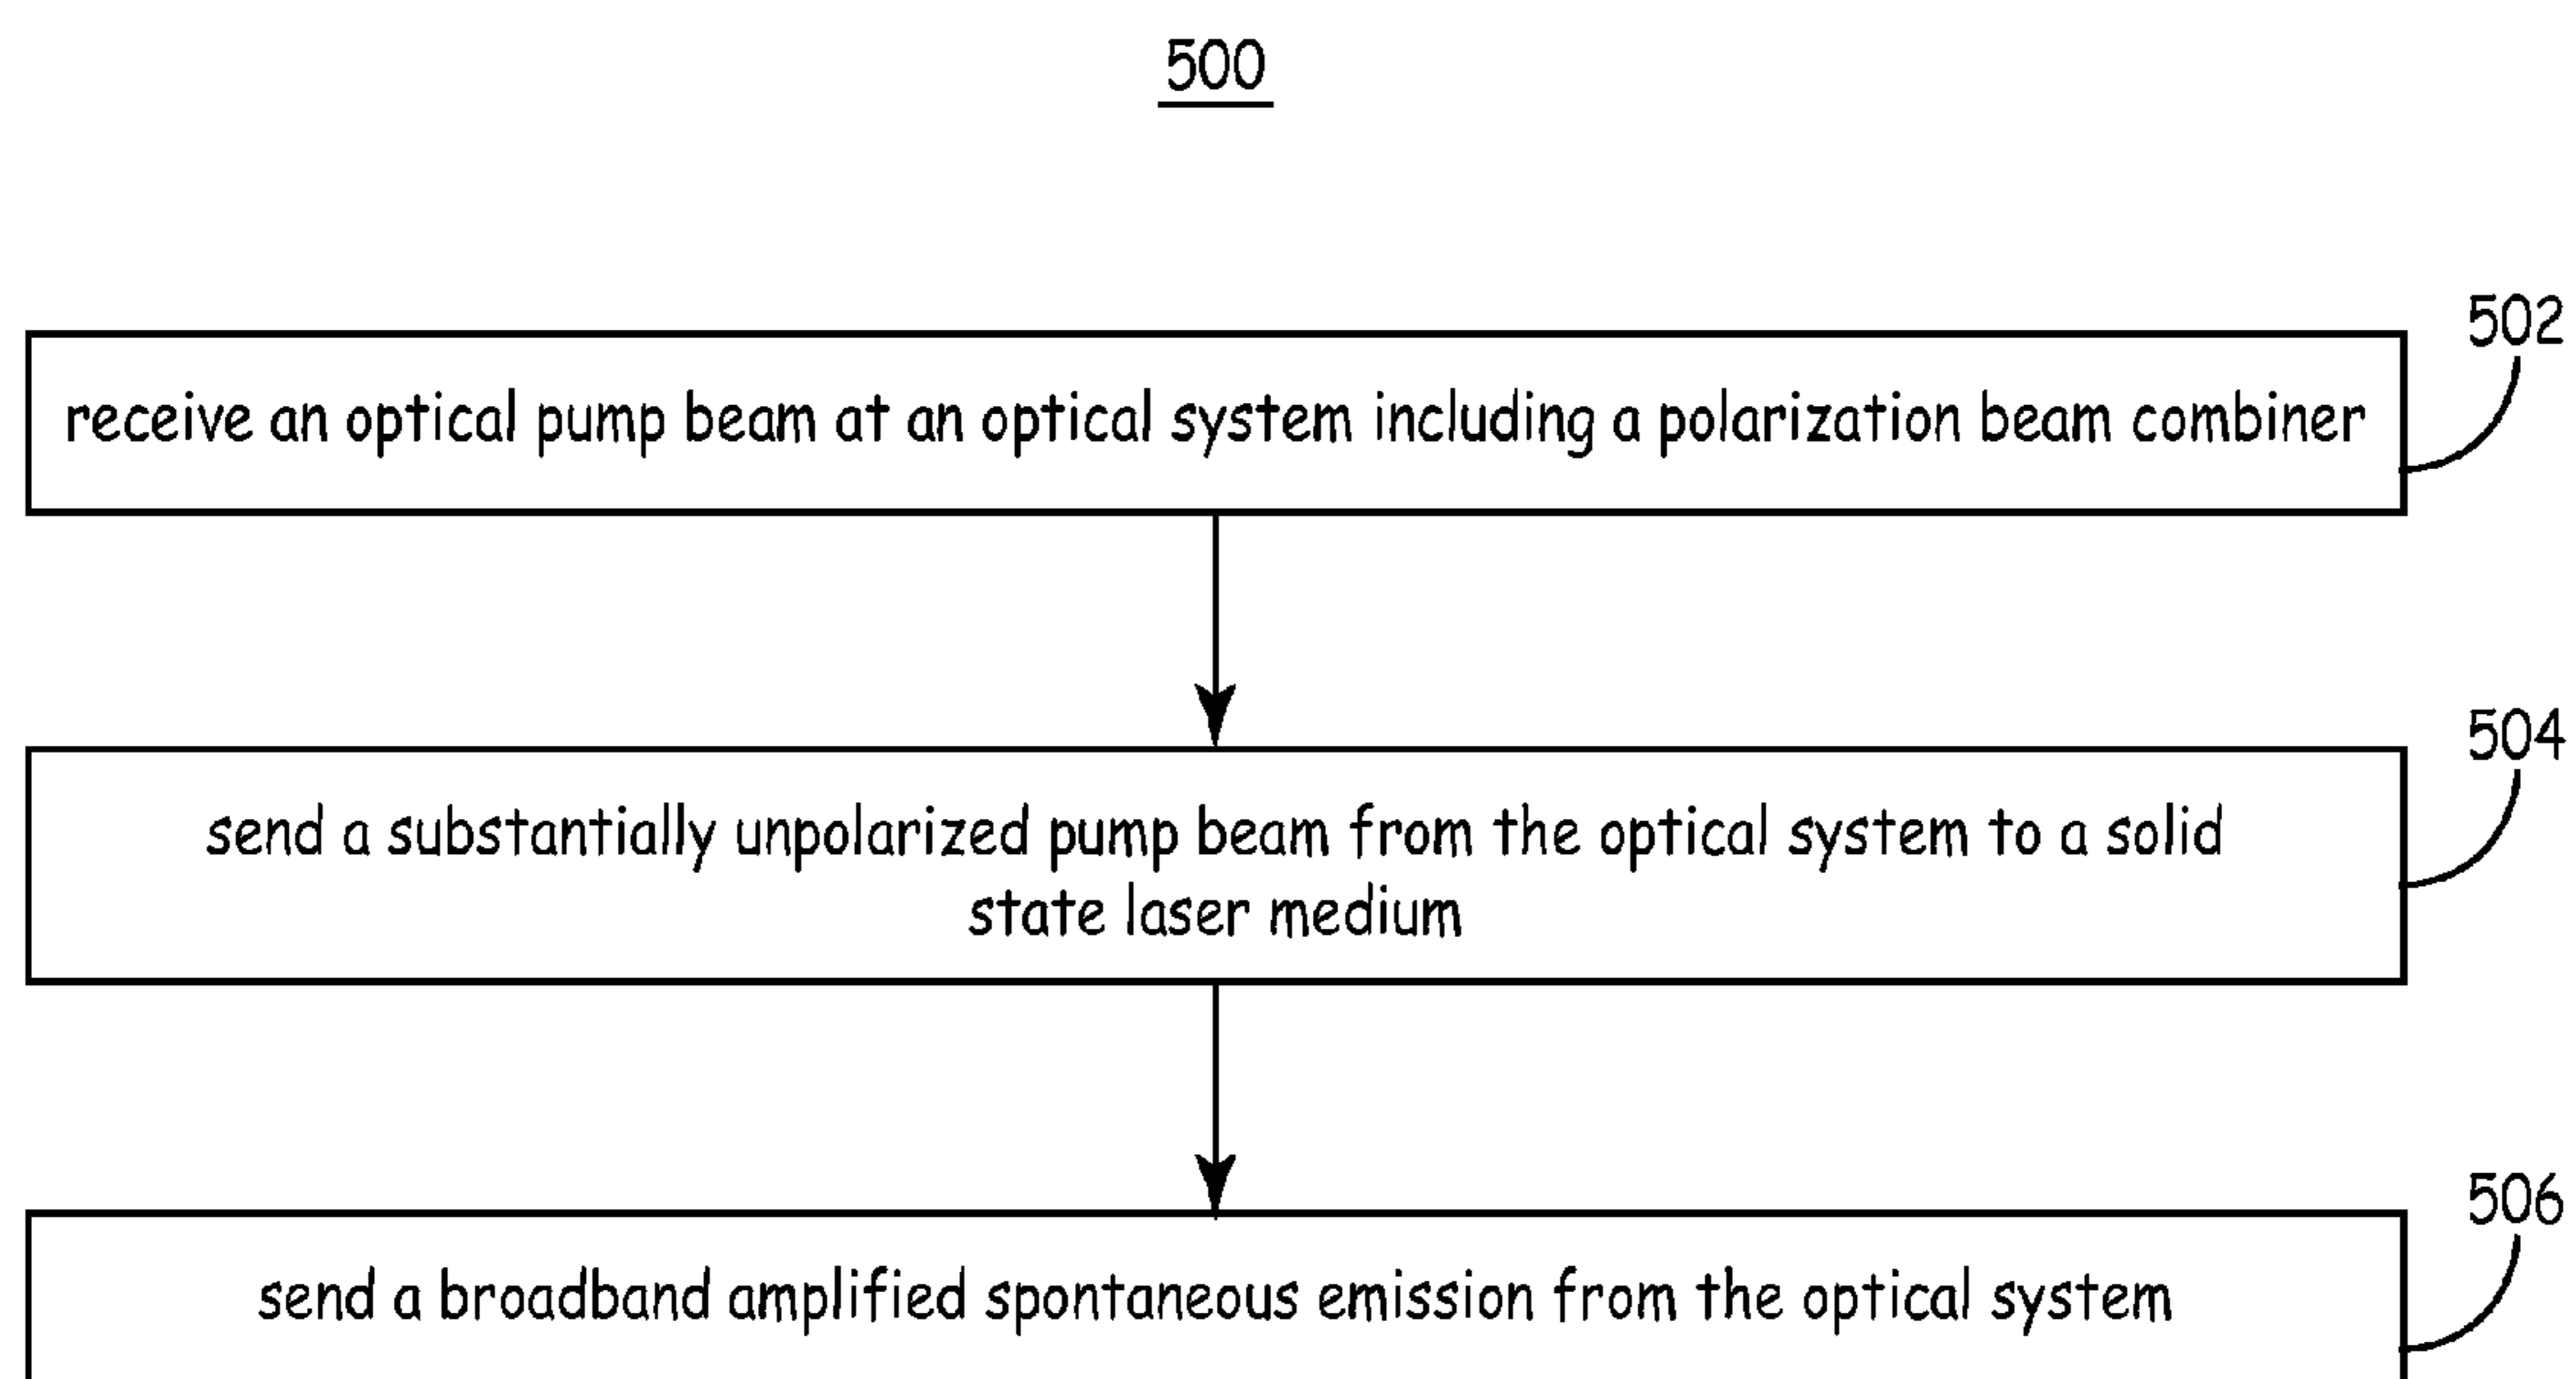 500
502
receive an optical pump beam at an optical system including a polarization beam combiner
504
send a substantially unpolarized pump beam from the optical system to a solid
state laser medium
506
send a broadband amplified spontaneous emission from the optical system